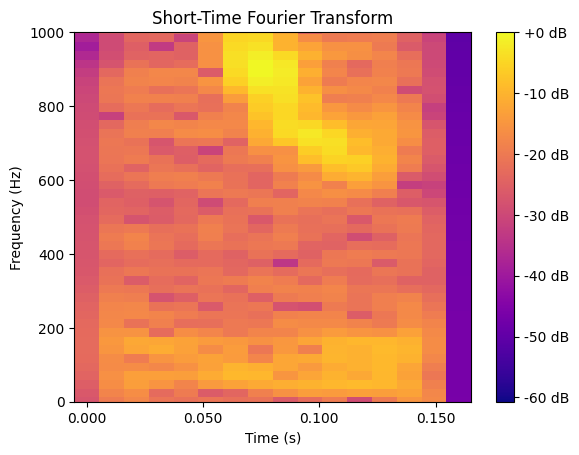 Short-Time Fourier Transform
1000
800
600
400
200
0
Frequency (Hz)
0.000
0.050
0.100
0.150
Time (s)
+0 dB
-10 dB
-20 dB
-30 dB
-40 dB
-50 dB
-60 dB